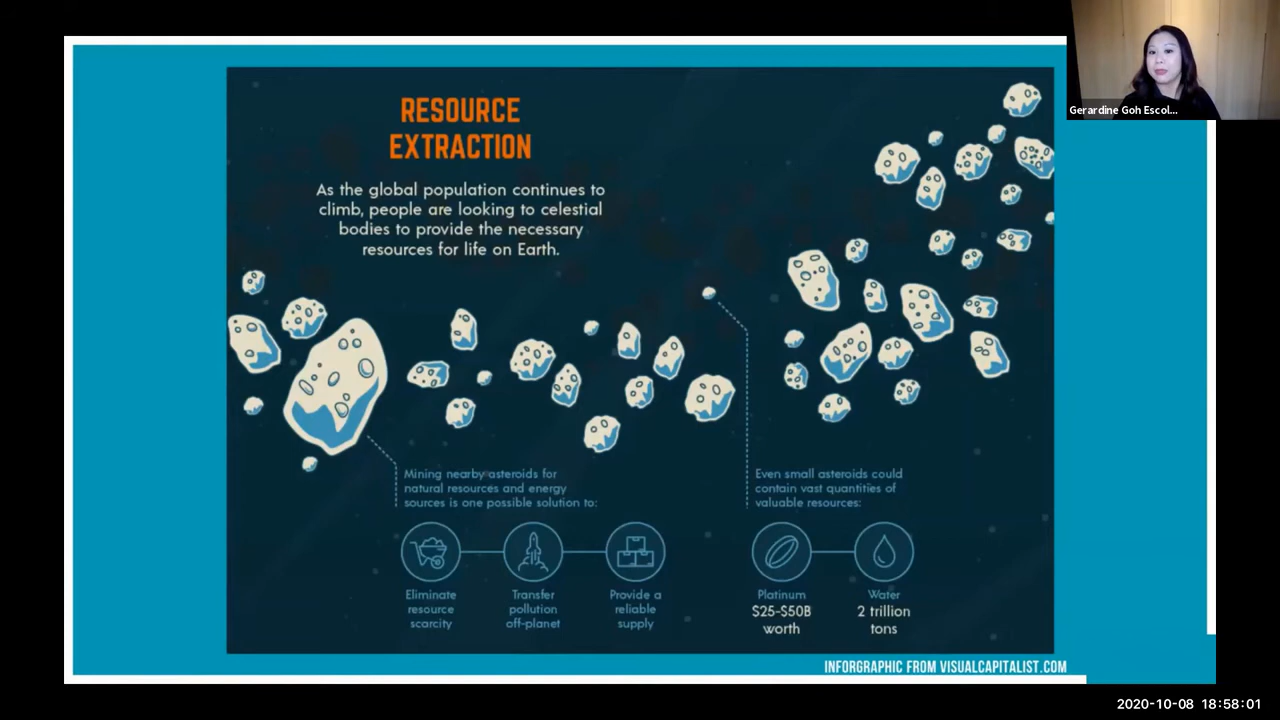 Gerardine Goh Escol...
RESOURCE
EXTRACTION
As the global population continues to
climb, people are looking to celestial
bodies to provide the necessary
resources for life on Earth.
Mining nearby asteroids for
natural resources and energy
sources is one possible solution to:
Eliminate
resource
scarcity
Transfer
pollution
off-planet
Provide a
reliable
supply
Even small asteroids could
contain vast quantities of
valuable resources:
Platinum
$25-$50B
worth
Water
2 trillion
tons
INFORGRAPHIC FROM VISUALCAPITALIST.COM
2020-10-08 18:58:01